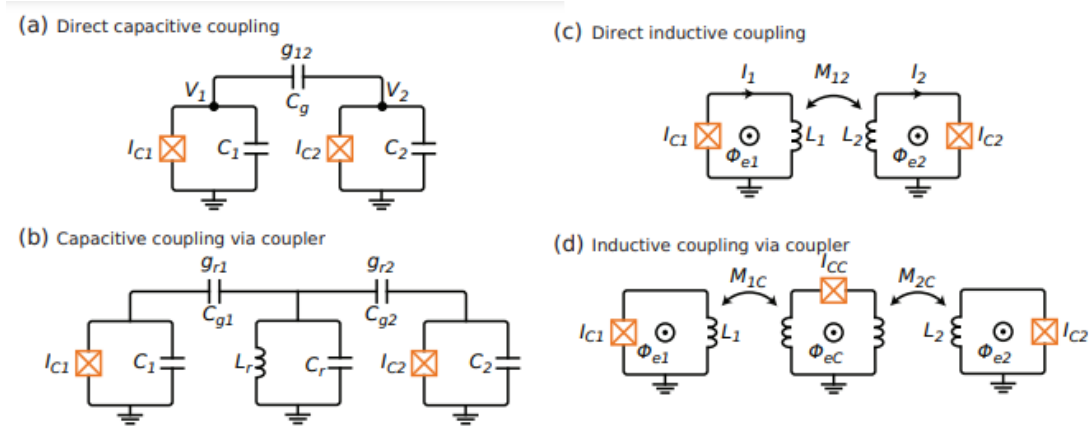 (a) Direct capacitive coupling
g12
V1
V2
Cg
IC1
C1
IC2
C2
(b) Capacitive coupling via coupler
gr1
gr2
Cg1
Cg2
IC1
C1
Lr
Cr
IC2
C2
(c) Direct inductive coupling
I1
M12
I2
IC1
Φe1
L1
L2
Φe2
IC2
(d) Inductive coupling via coupler
ICC
M1C
M2C
IC1
Φe1
L1
ΦeC
L2
Φe2
IC2